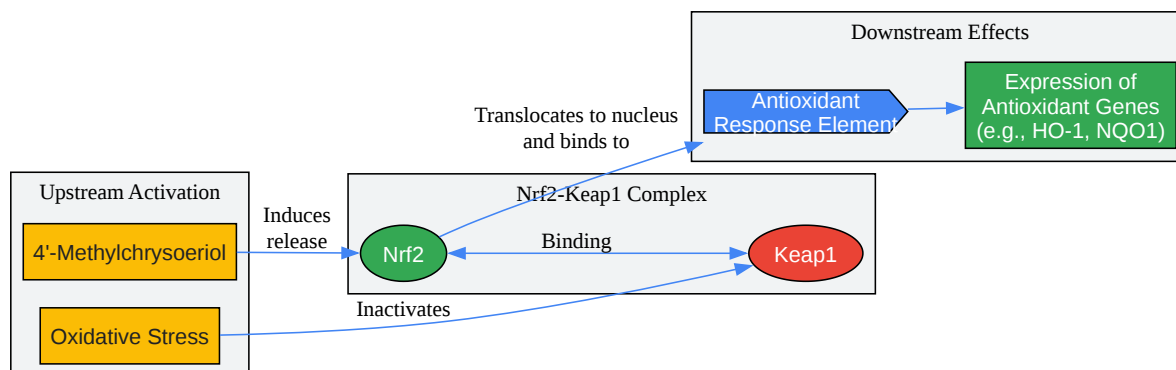 Downstream Effects
Antioxidant
Response Element
Expression of
Antioxidant Genes
(e.g., HO-1, NQO1)
Translocates to nucleus
and binds to
Upstream Activation
4'-Methylchrysoeriol
Oxidative Stress
Induces
release
Inactivates
Nrf2-Keap1 Complex
Nrf2
Binding
Keap1